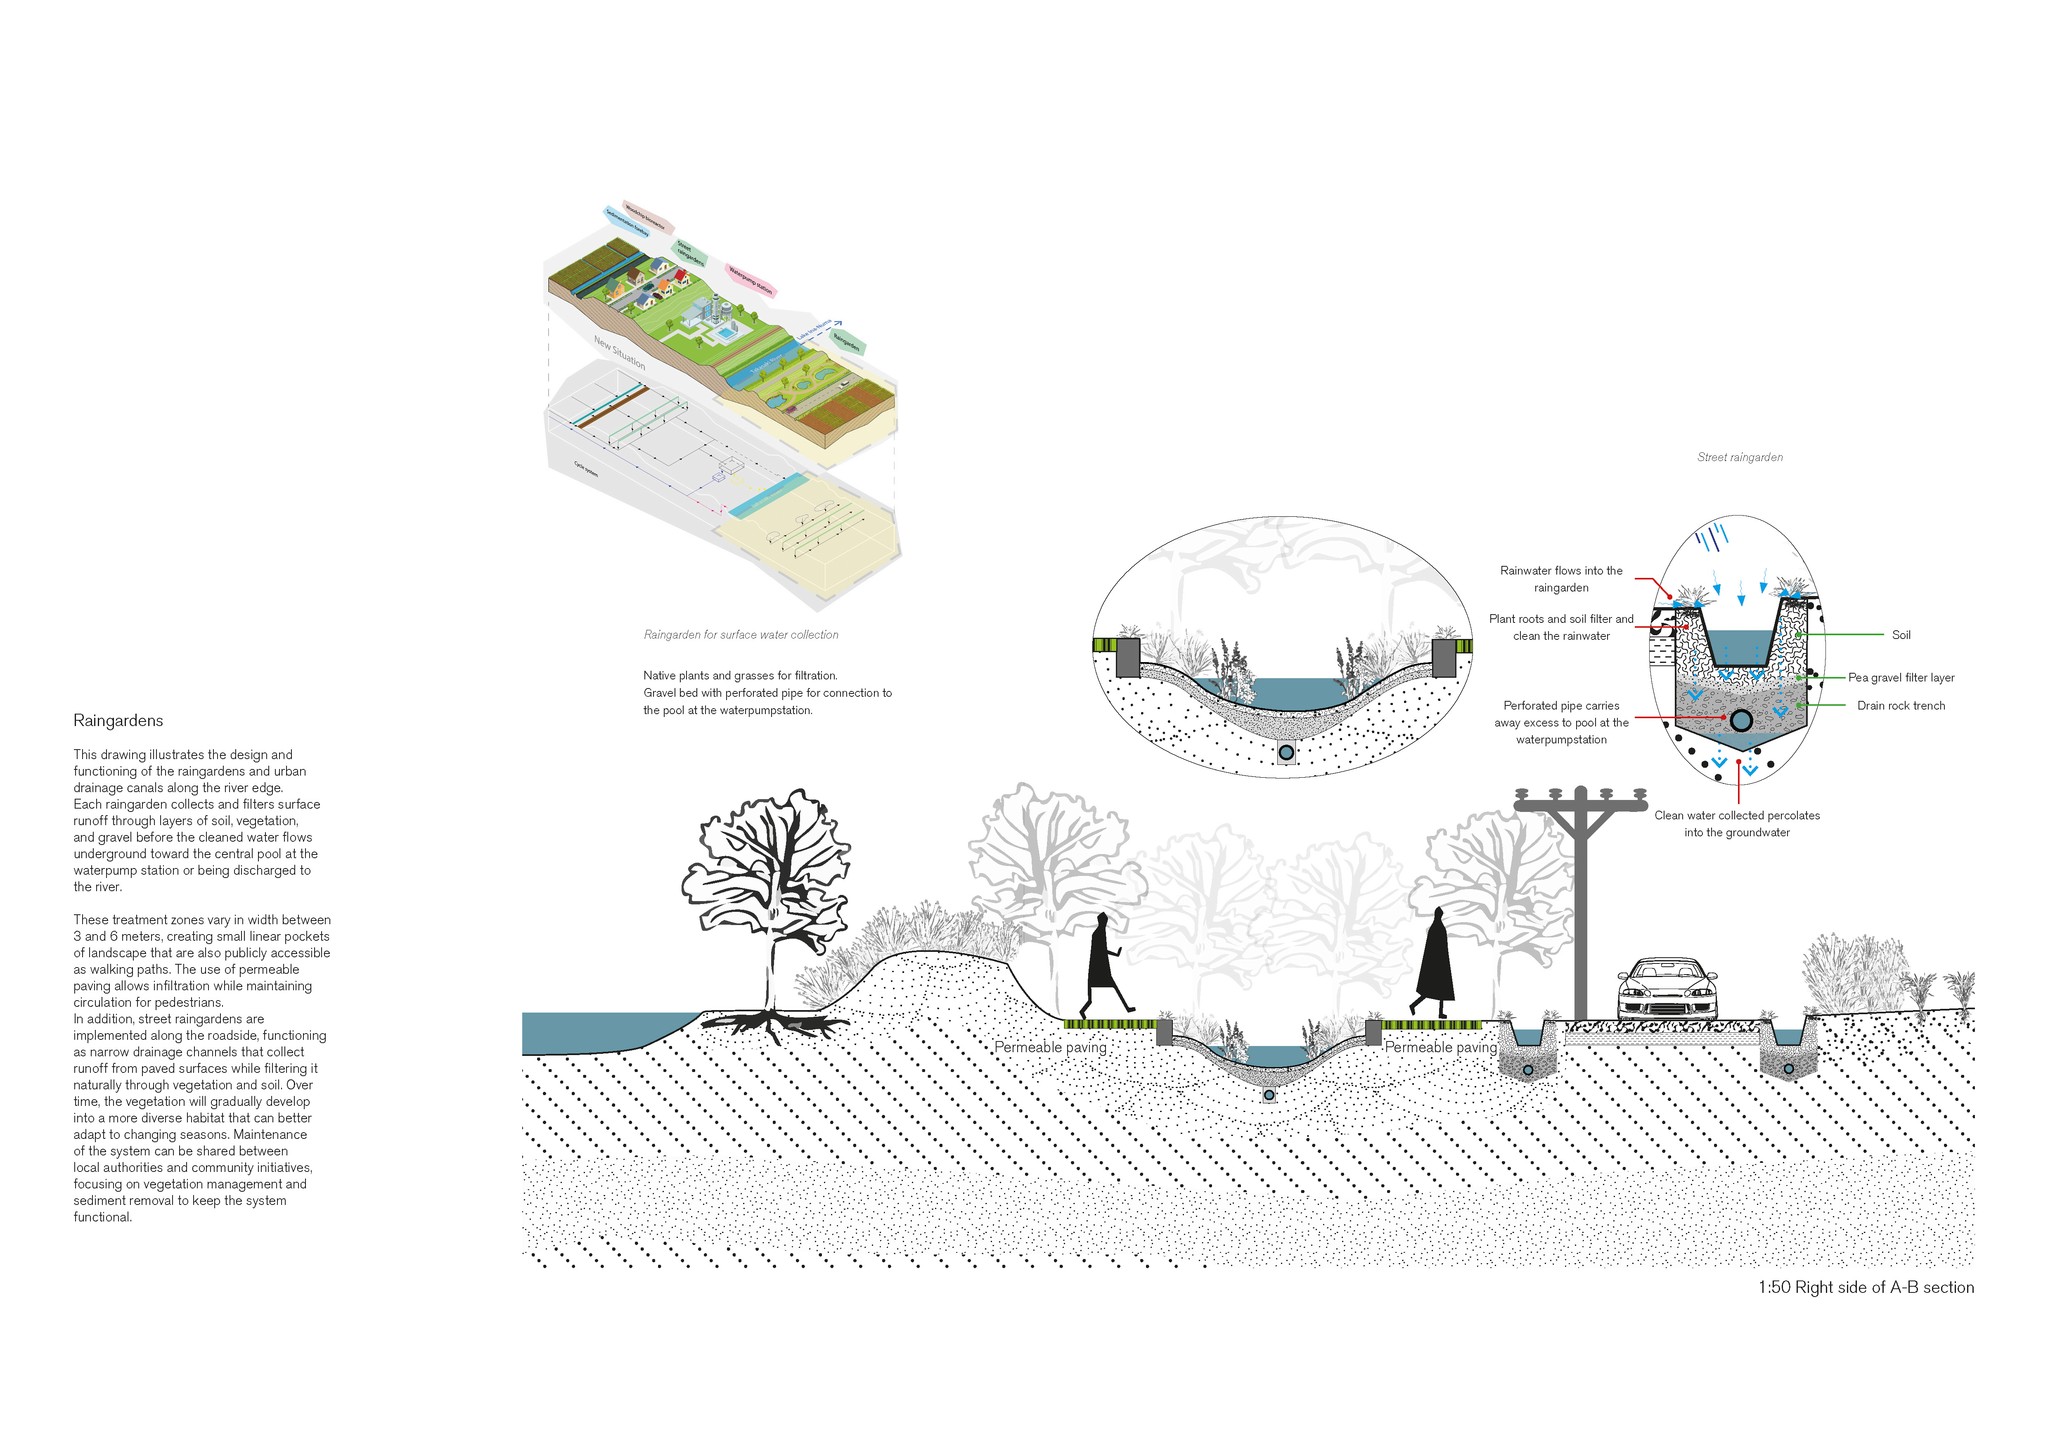 Woodchip bioreactor
Sedimentation forebay
Street
raingardens
Waterpump station
Lake
Raingarden
New Situation
Cycle system
Street raingarden
Rainwater flows into the
raingarden
Plant roots and soil filter and
clean the rainwater
Soil
Pea gravel filter layer
Perforated pipe carries
away excess to pool at the
waterpumpstation
Drain rock trench
Clean water collected percolates
into the groundwater
Raingarden for surface water collection
Native plants and grasses for filtration.
Gravel bed with perforated pipe for connection to
the pool at the waterpumpstation.
Raingardens
This drawing illustrates the design and
functioning of the raingardens and urban
drainage canals along the river edge.
Each raingarden collects and filters surface
runoff through layers of soil, vegetation,
and gravel before the cleaned water flows
underground toward the central pool at the
waterpump station or being discharged to
the river.
These treatment zones vary in width between
3 and 6 meters, creating small linear pockets
of landscape that are also publicly accessible
as walking paths. The use of permeable
paving allows infiltration while maintaining
circulation for pedestrians.
In addition, street raingardens are
implemented along the roadside, functioning
as narrow drainage channels that collect
runoff from paved surfaces while filtering it
naturally through vegetation and soil. Over
time, the vegetation will gradually develop
into a more diverse habitat that can better
adapt to changing seasons. Maintenance
of the system can be shared between
local authorities and community initiatives,
focusing on vegetation management and
sediment removal to keep the system
functional.
Permeable paving
Permeable paving
1:50 Right side of A-B section